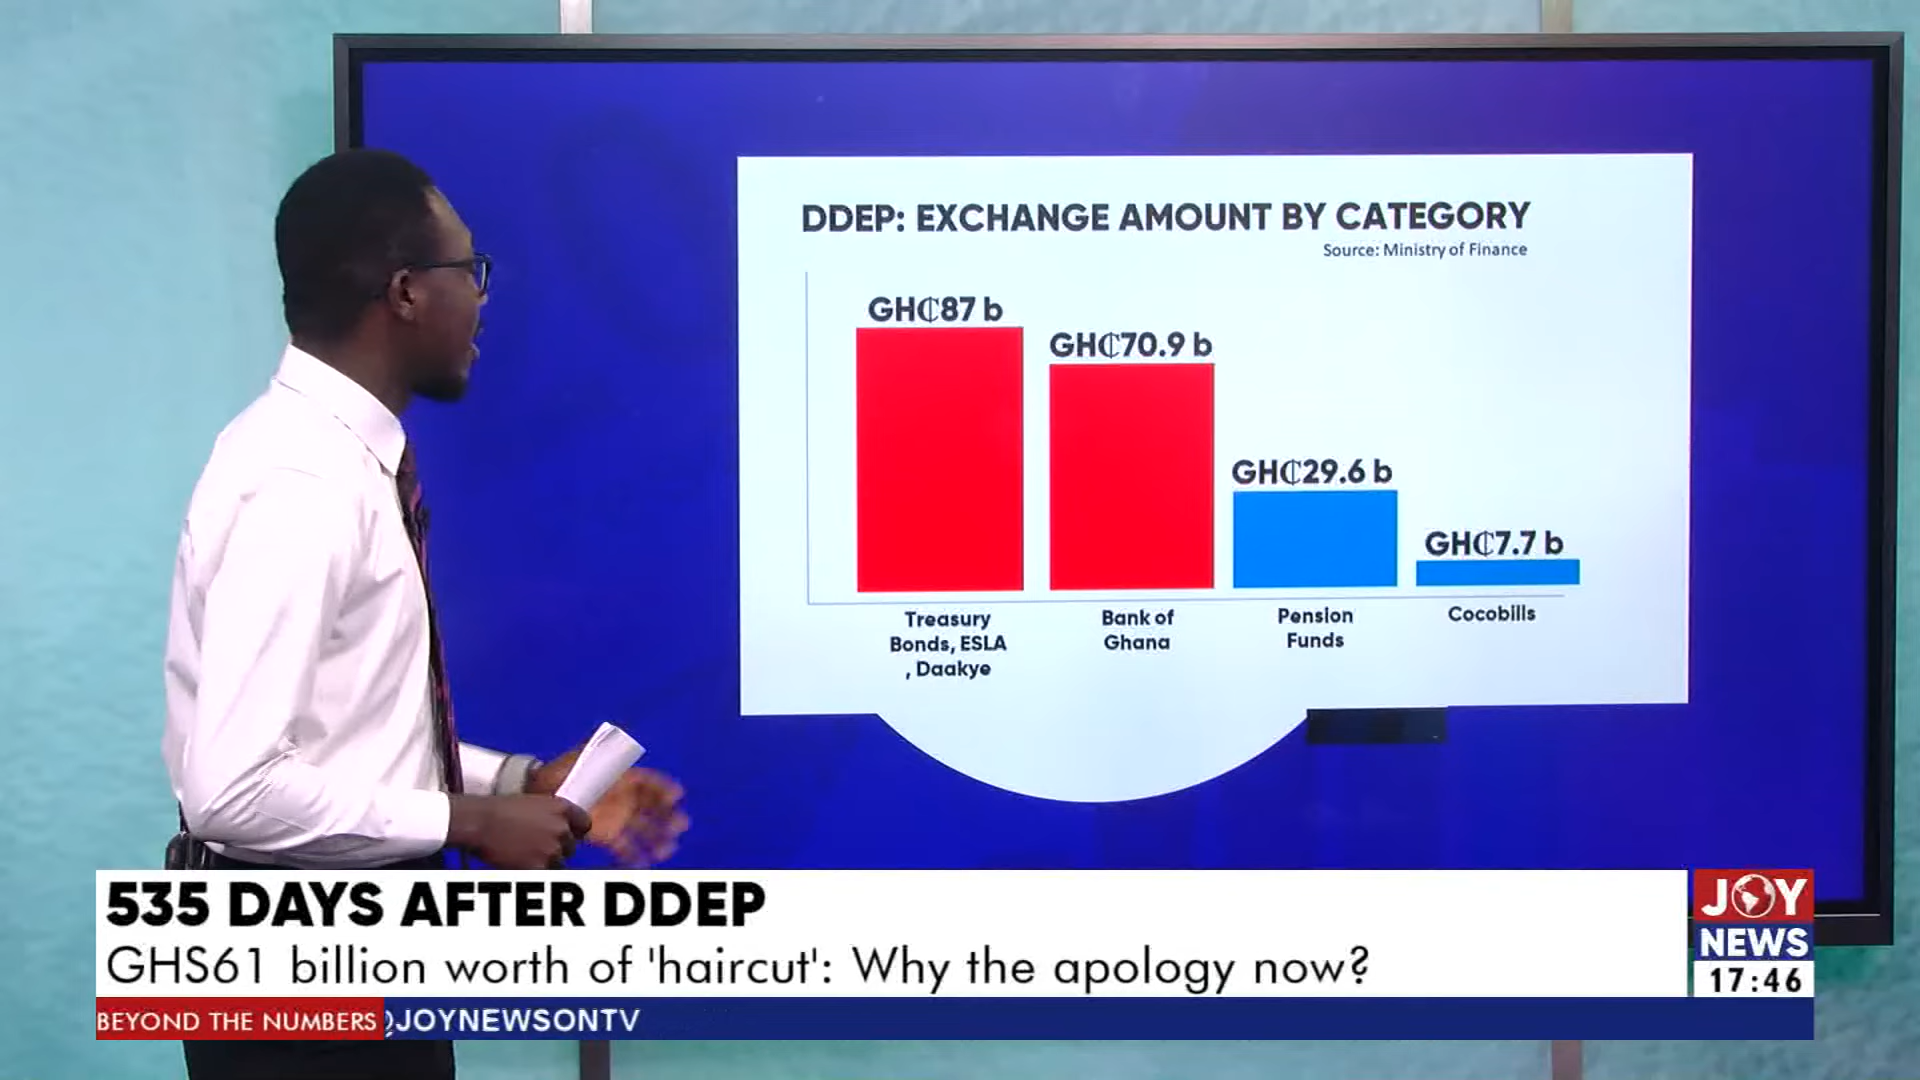 DDEP: EXCHANGE AMOUNT BY CATEGORY
Source: Ministry of Finance
GH₵87 b
GH₵70.9 b
GH₵29.6 b
GH₵7.7 b
Treasury
Bonds, ESLA
, Daakye
Bank of
Ghana
Pension
Funds
Cocobills
535 DAYS AFTER DDEP
GHS61 billion worth of 'haircut': Why the apology now?
JOY
NEWS
17:46
BEYOND THE NUMBERS
@JOYNEWSONTV